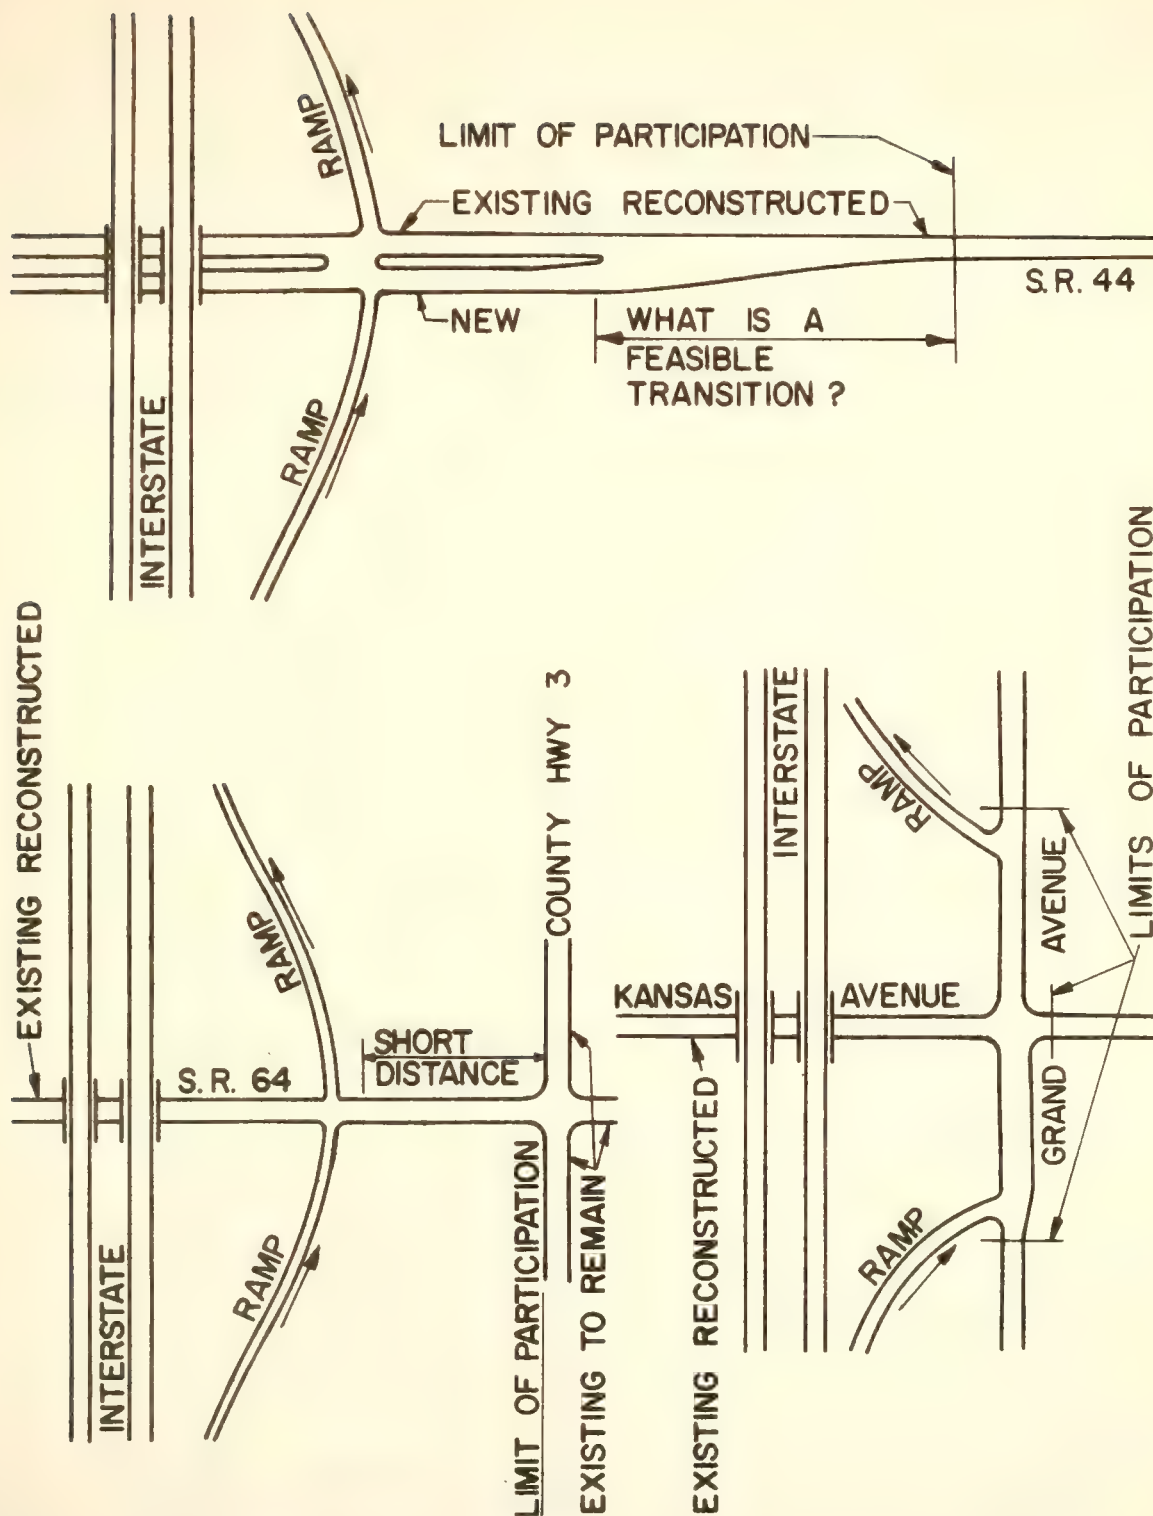 RAMP
LIMIT OF PARTICIPATION
EXISTING RECONSTRUCTED
S.R. 44
NEW
WHAT IS A
FEASIBLE
TRANSITION ?
INTERSTATE
RAMP
EXISTING RECONSTRUCTED
RAMP
S.R. 64
SHORT
DISTANCE
COUNTY HWY 3
INTERSTATE
RAMP
LIMIT OF PARTICIPATION
EXISTING TO REMAIN
INTERSTATE
RAMP
LIMITS OF PARTICIPATION
KANSAS AVENUE
GRAND AVENUE
RAMP
EXISTING RECONSTRUCTED